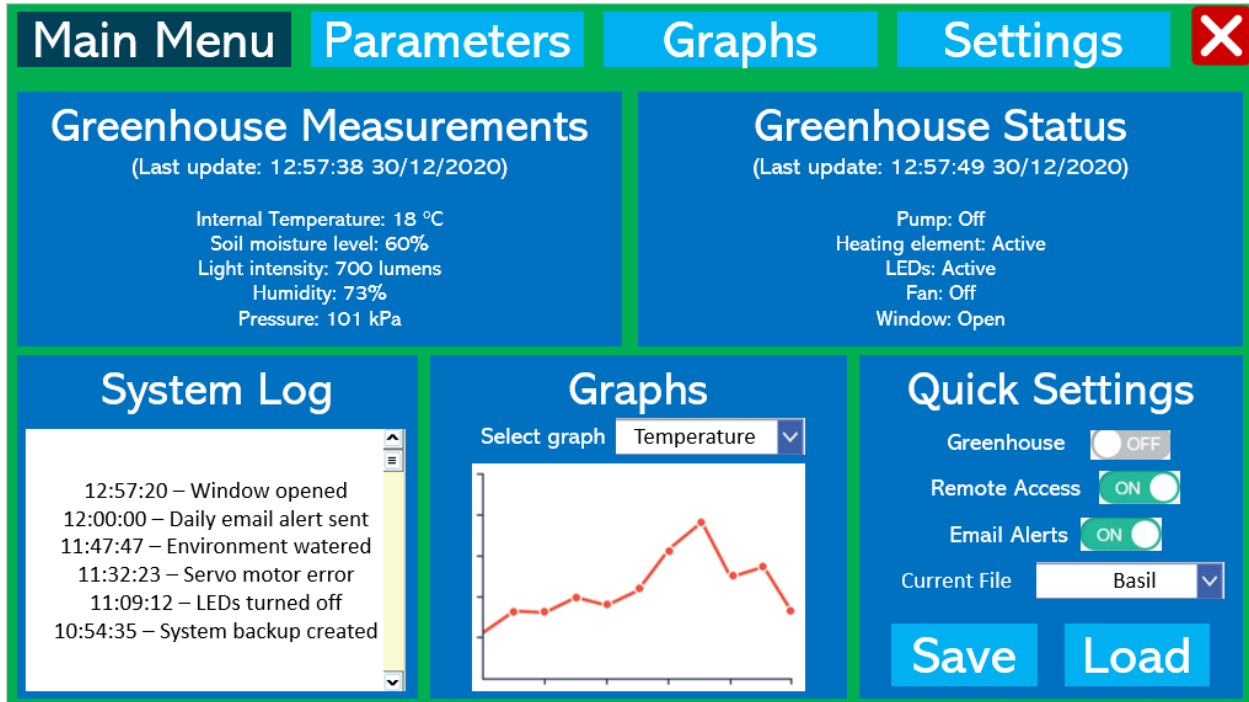 Main Menu
Parameters
Graphs
Settings
Greenhouse Measurements
(Last update: 12:57:38 30/12/2020)
Internal Temperature: 18 °C
Soil moisture level: 60%
Light intensity: 700 lumens
Humidity: 73%
Pressure: 101 kPa
Greenhouse Status
(Last update: 12:57:49 30/12/2020)
Pump: Off
Heating element: Active
LEDs: Active
Fan: Off
Window: Open
System Log
12:57:20 – Window opened
12:00:00 – Daily email alert sent
11:47:47 – Environment watered
11:32:23 – Servo motor error
11:09:12 – LEDs turned off
10:54:35 – System backup created
Graphs
Select graph Temperature
Quick Settings
Greenhouse OFF
Remote Access ON
Email Alerts ON
Current File Basil
Save Load